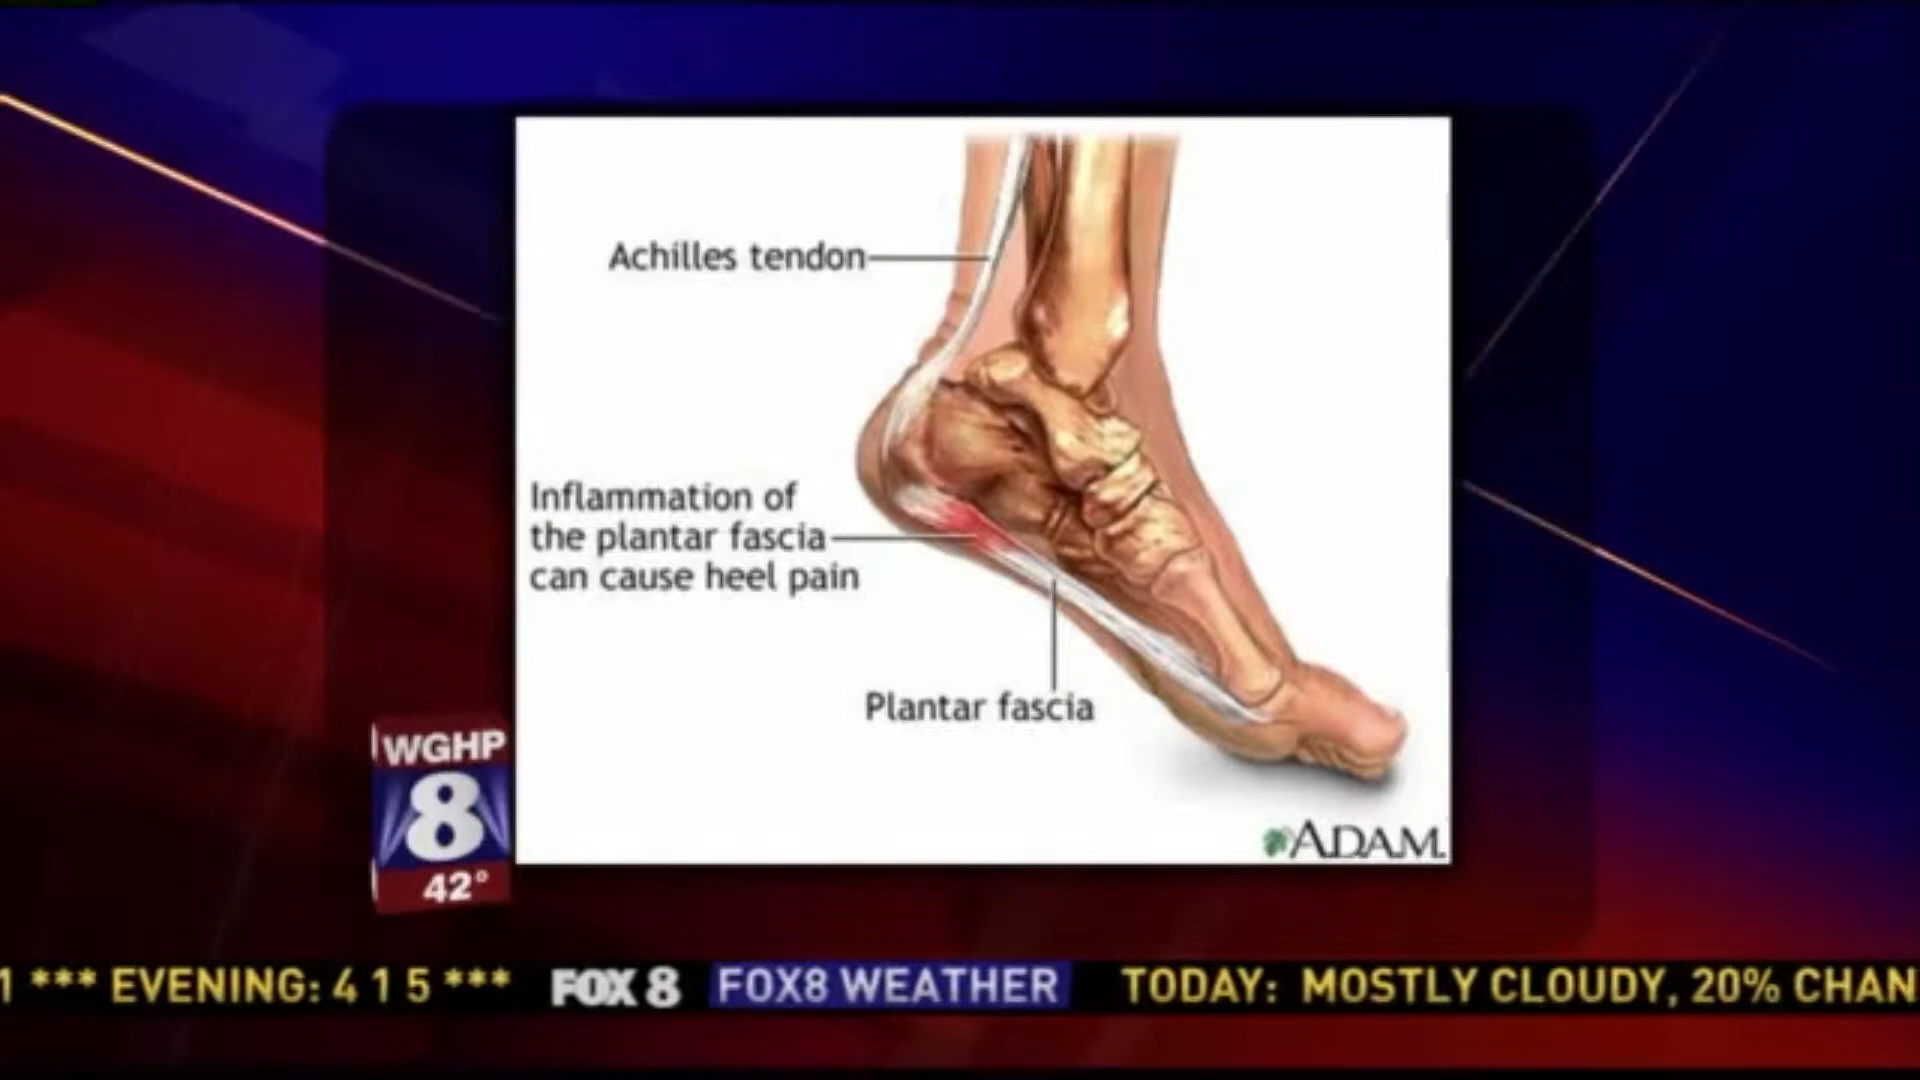 Achilles tendon
Inflammation of
the plantar fascia
can cause heel pain
Plantar fascia
ADAM.
WGHP
8
42°
1 *** EVENING: 4 1 5 *** FOX 8 FOX8 WEATHER TODAY: MOSTLY CLOUDY, 20% CHAN